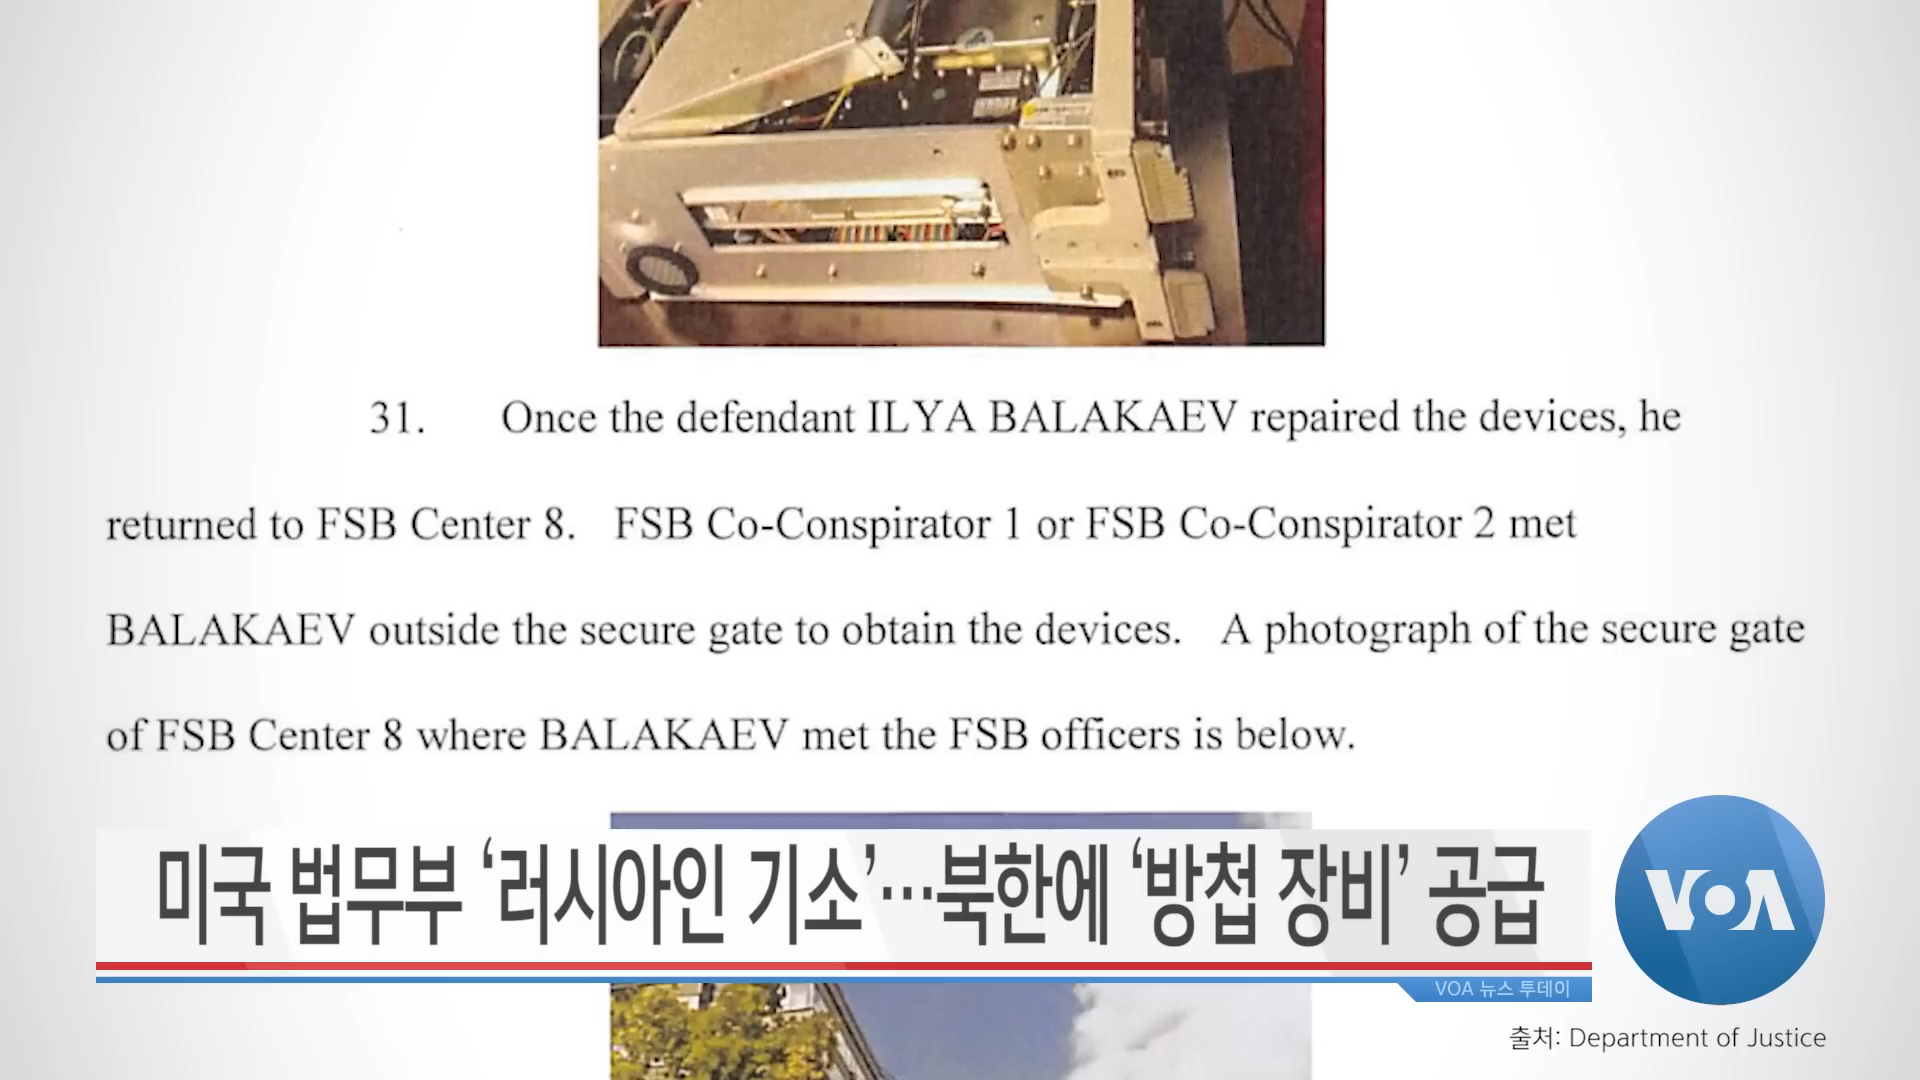 31. Once the defendant ILYA BALAKAEV repaired the devices, he
returned to FSB Center 8. FSB Co-Conspirator 1 or FSB Co-Conspirator 2 met
BALAKAEV outside the secure gate to obtain the devices. A photograph of the secure gate
of FSB Center 8 where BALAKAEV met the FSB officers is below.
미국 법무부 ‘러시아인 기소’…북한에 ‘방첩 장비’ 공급
VOA
VOA 뉴스 투데이
출처: Department of Justice